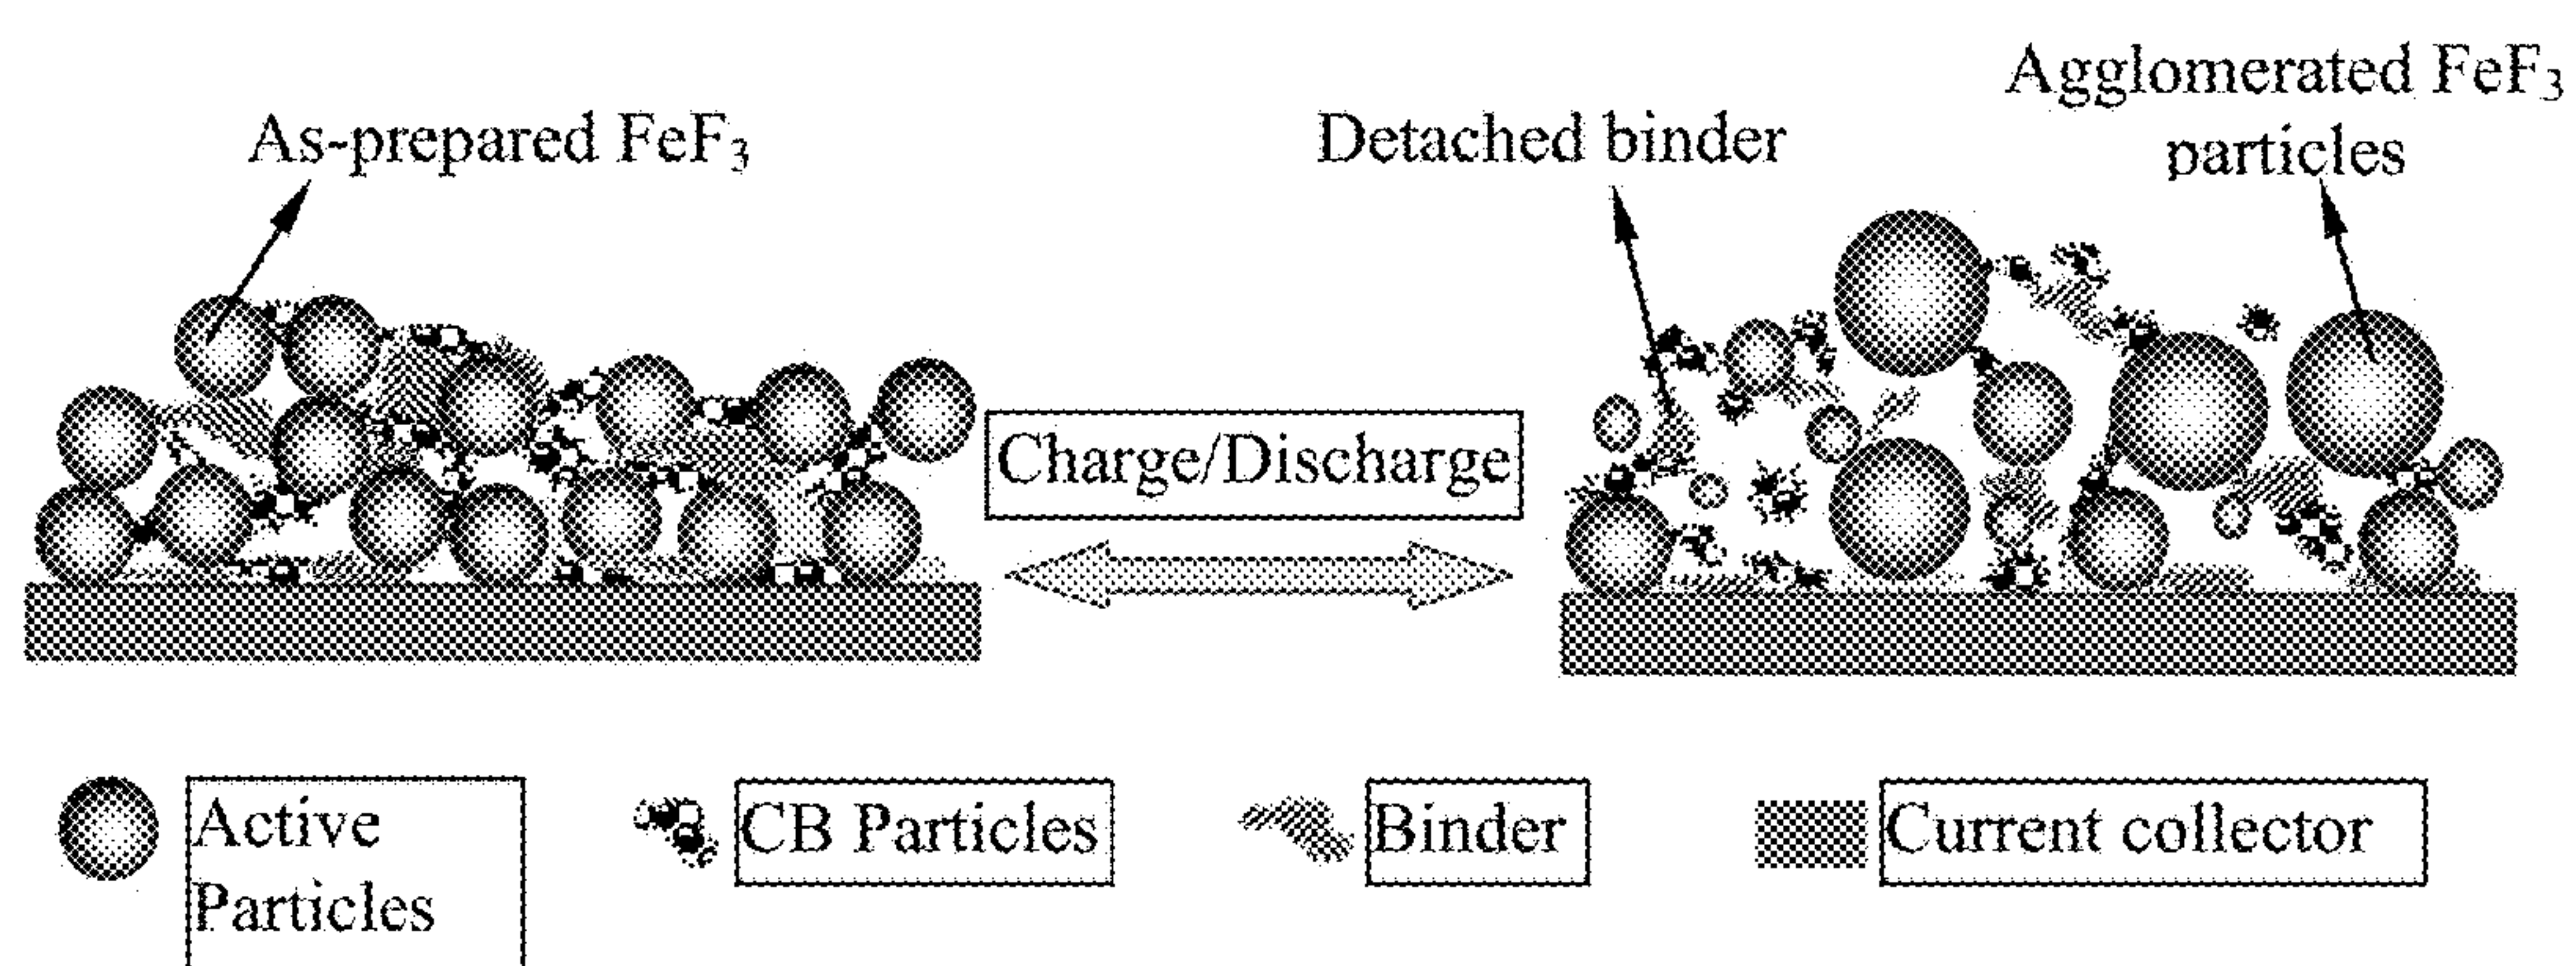 As-prepared FeF₃
Detached binder
Agglomerated FeF₃
particles
Charge/Discharge
Active
Particles
CB Particles
Binder
Current collector